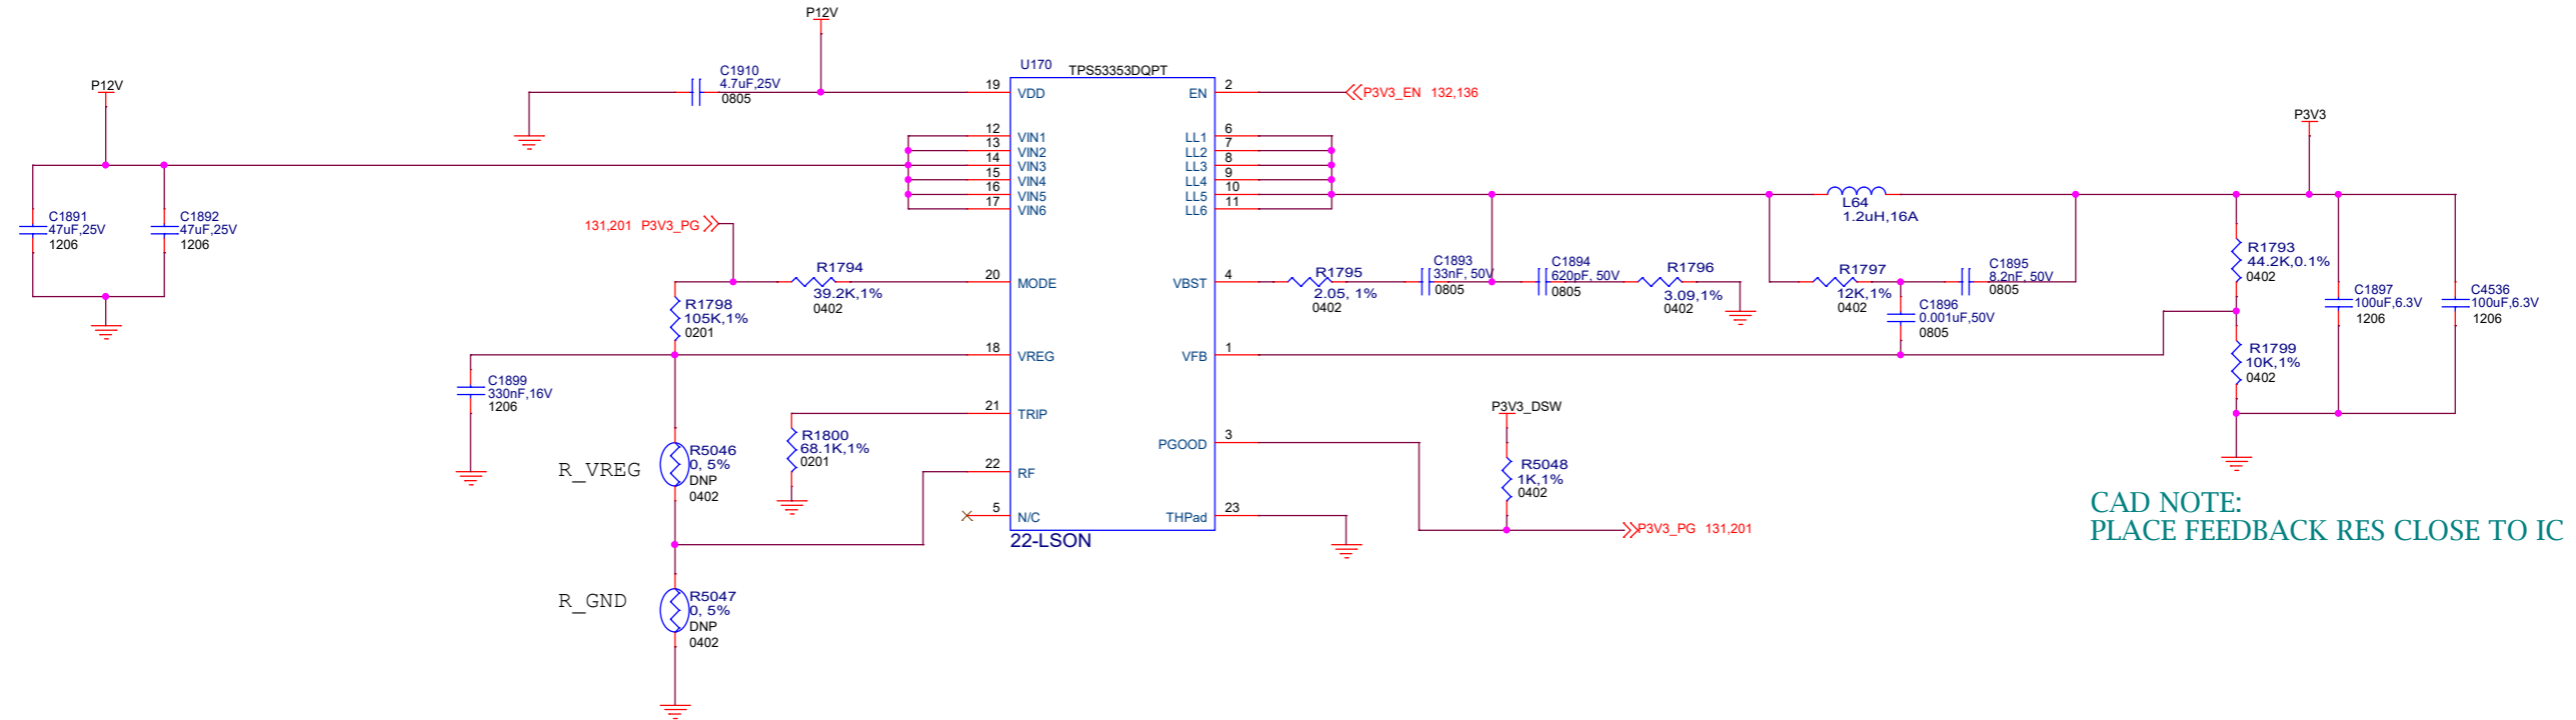 P12V
C1891
47uF,25V
1206
C1892
47uF,25V
1206
P12V
C1910
4.7uF,25V
0805
131,201 P3V3_PG
R1794
39.2K,1%
0402
R1798
105K,1%
0201
C1899
330nF,16V
1206
R_VREG
R5046
0, 5%
DNP
0402
R_GND
R5047
0, 5%
DNP
0402
R1800
68.1K,1%
0201
U170
TPS53353DQPT
19 VDD
12 VIN1
13 VIN2
14 VIN3
15 VIN4
16 VIN5
17 VIN6
20 MODE
18 VREG
21 TRIP
22 RF
5 N/C
EN 2
LL1 6
LL2 7
LL3 8
LL4 9
LL5 10
LL6 11
VBST 4
VFB 1
PGOOD 3
THPad 23
22-LSON
P3V3_EN 132,136
R1795
2.05, 1%
0402
C1893
33nF, 50V
0805
C1894
620pF, 50V
0805
R1796
3.09,1%
0402
L64
1.2uH,16A
R1797
12K,1%
0402
C1895
8.2nF, 50V
0805
C1896
0.001uF,50V
0805
P3V3_DSW
R5048
1K,1%
0402
P3V3_PG 131,201
P3V3
R1793
44.2K,0.1%
0402
R1799
10K,1%
0402
C1897
100uF,6.3V
1206
C4536
100uF,6.3V
1206
CAD NOTE:
PLACE FEEDBACK RES CLOSE TO IC